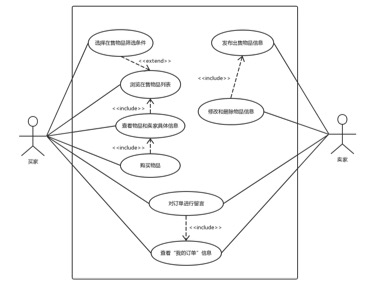 选择在售物品筛选条件
发布出售物品信息
<<extend>>
<<include>>
浏览在售物品列表
<<include>>
修改和删除物品信息
查看物品和卖家具体信息
<<include>>
买家
卖家
购买物品
对订单进行留言
<<include>>
查看“我的订单”信息